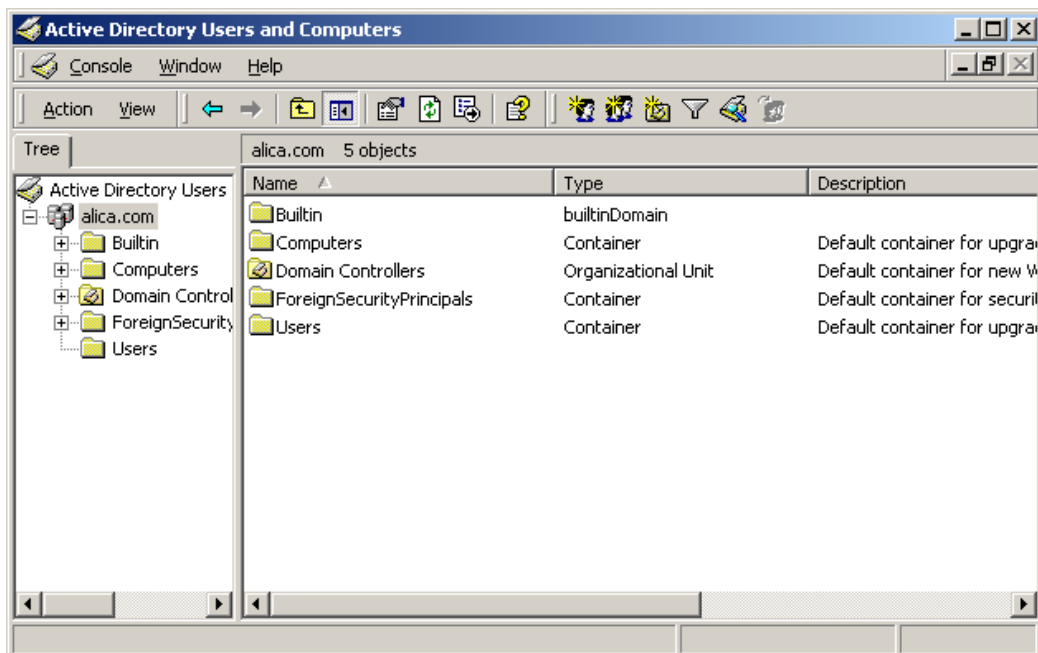 Active Directory Users and Computers
Console Window Help
Action View
Tree
alica.com 5 objects
Active Directory Users
alica.com
Builtin
Computers
Domain Control
ForeignSecurity
Users
Name Type Description
Builtin builtinDomain
Computers Container Default container for upgra
Domain Controllers Organizational Unit Default container for new
ForeignSecurityPrincipals Container Default container for securi
Users Container Default container for upgra